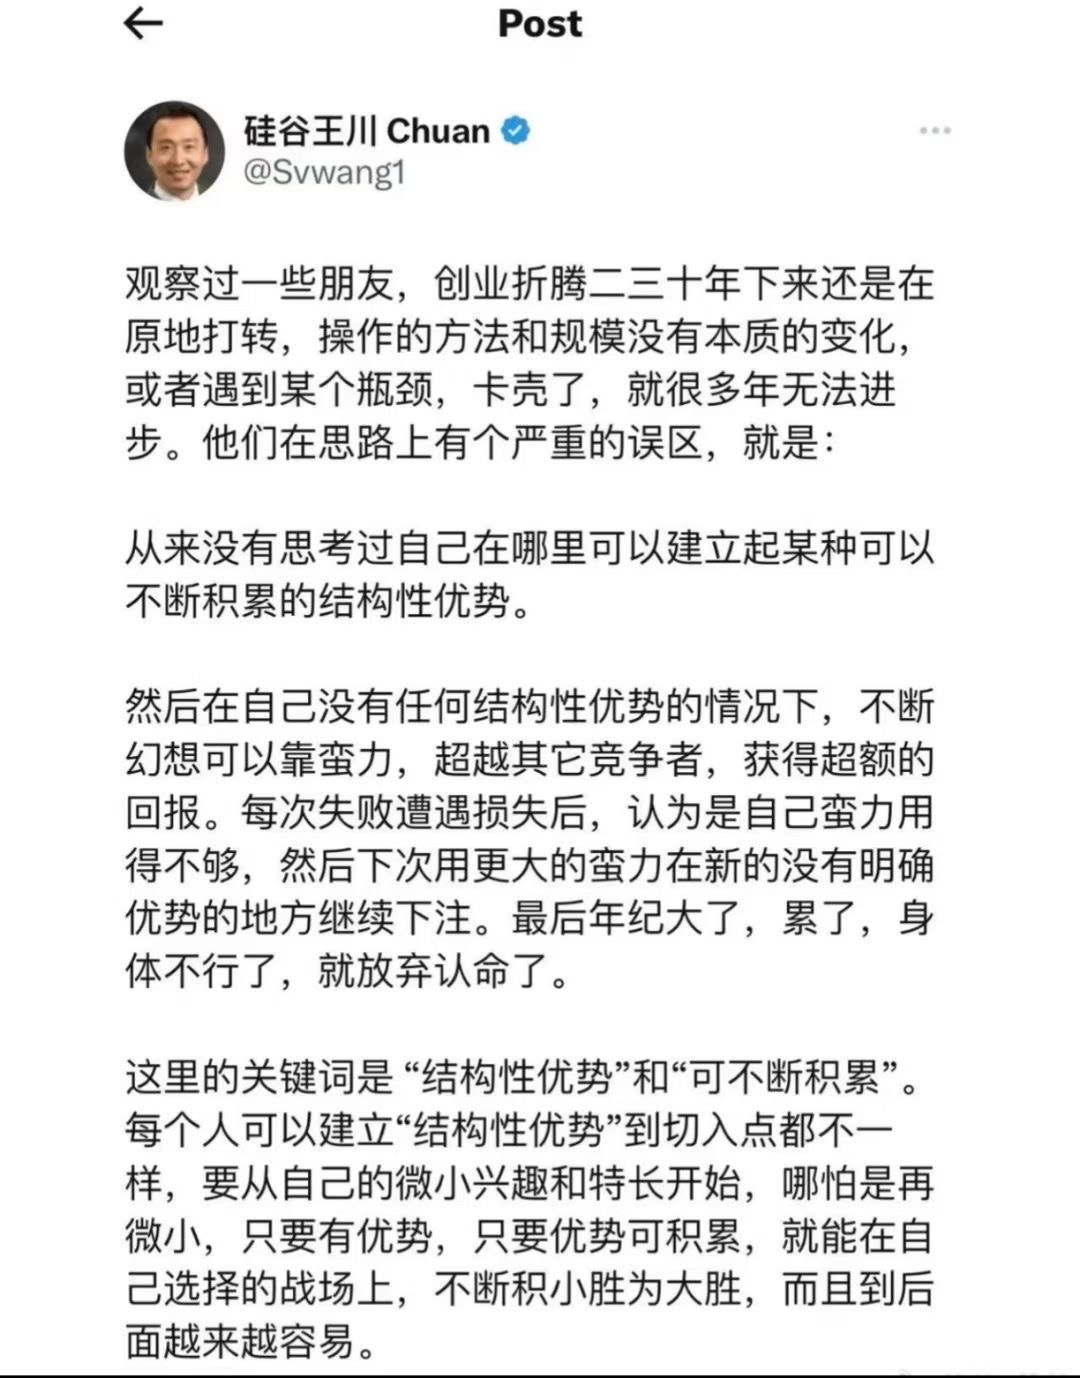 Post
硅谷王川 Chuan
@Svwang1
观察过一些朋友，创业折腾二三十年下来还是在
原地打转，操作的方法和规模没有本质的变化，
或者遇到某个瓶颈，卡壳了，就很多年无法进
步。他们在思路上有个严重的误区，就是：
从来没有思考过自己在哪里可以建立起某种可以
不断积累的结构性优势。
然后在自己没有任何结构性优势的情况下，不断
幻想可以靠蛮力，超越其它竞争者，获得超额的
回报。每次失败遭遇损失后，认为是自己蛮力用
得不够，然后下次用更大的蛮力在新的没有明确
优势的地方继续下注。最后年纪大了，累了，身
体不行了，就放弃认命了。
这里的关键词是 “结构性优势”和“可不断积累”。
每个人可以建立“结构性优势”到切入点都不一
样，要从自己的微小兴趣和特长开始，哪怕是再
微小，只要有优势，只要优势可积累，就能在自
己选择的战场上，不断积小胜为大胜，而且到后
面越来越容易。